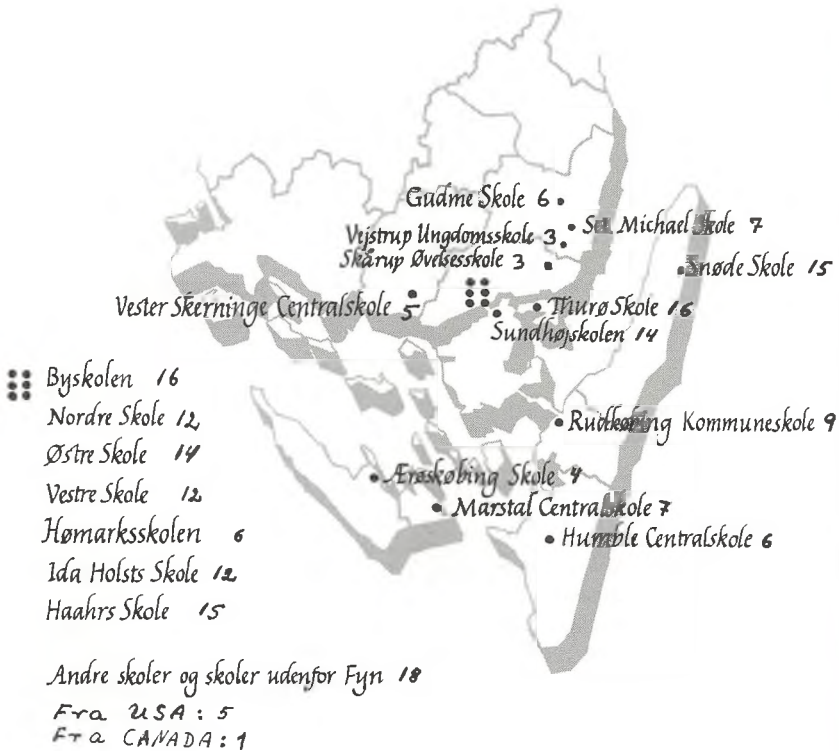 Gudme Skole 6
Sct. Michael Skole 7
Vejstrup Ungdomsskole 3
Skårup Øvelsesskole 3
Snøde Skole 15
Vester Skerninge Centralskole 5
Thurø Skole 16
Sundhøjskolen 14
Byskolen 16
Nordre Skole 12
Rudkøbing Kommuneskole 9
Østre Skole 14
Ærøskøbing Skole 4
Vestre Skole 12
Marstal Centralskole 7
Hømarksskolen 6
Humble Centralskole 6
Ida Holsts Skole 12
Haahrs Skole 15
Andre skoler og skoler udenfor Fyn 18
Fra USA: 5
Fra CANADA: 1